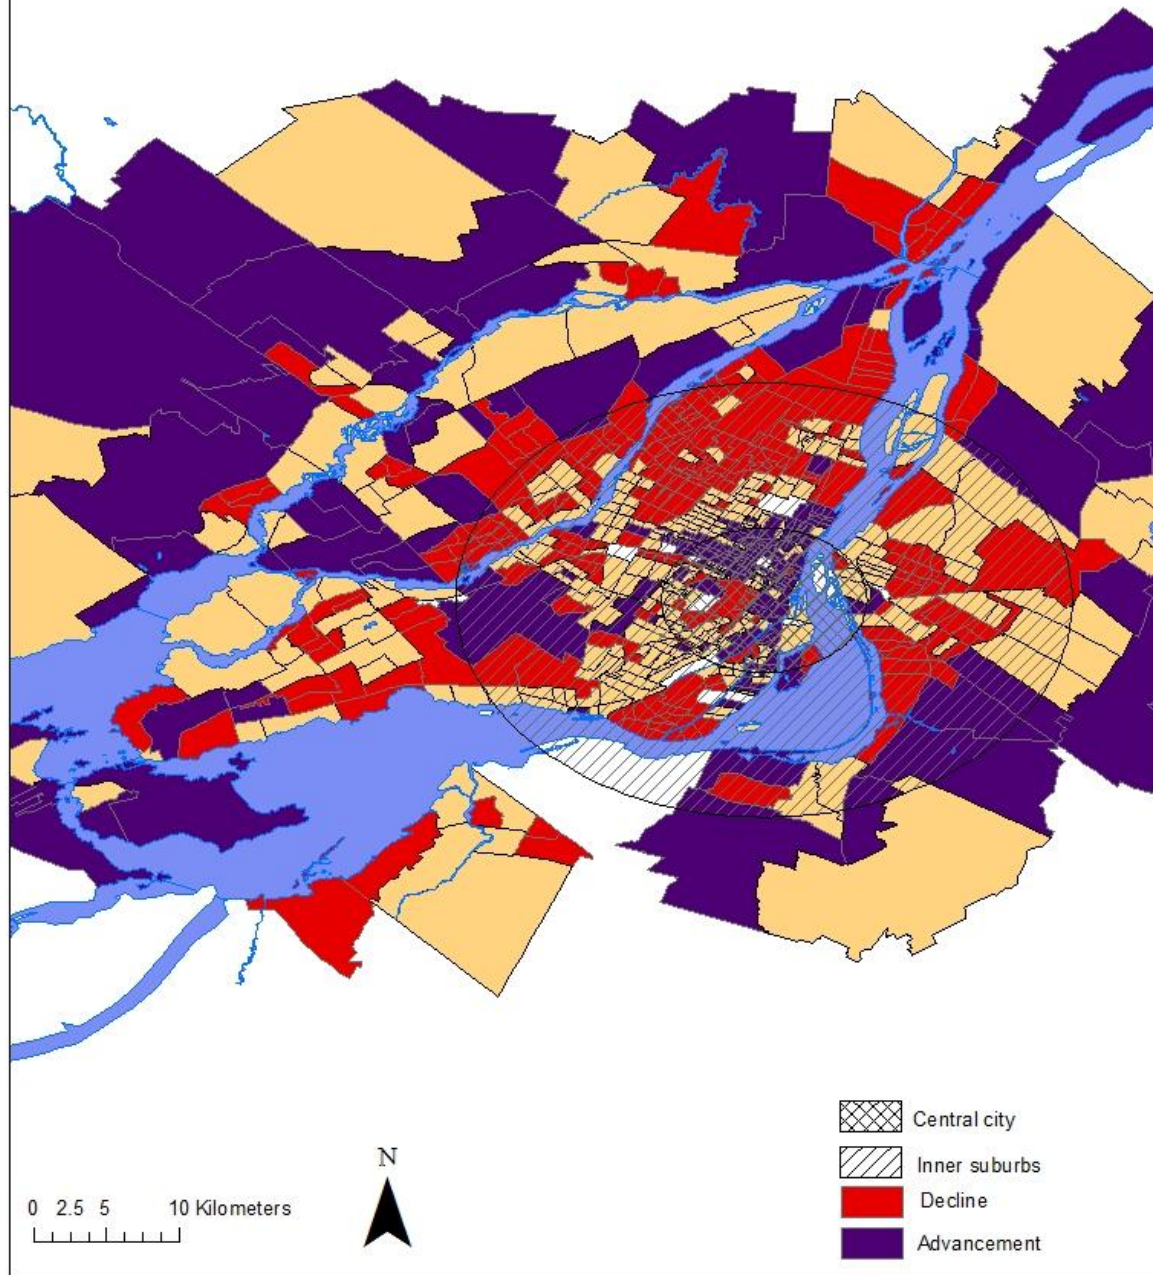 Central city
Inner suburbs
Decline
Advancement
N
0 2.5 5 10 Kilometers